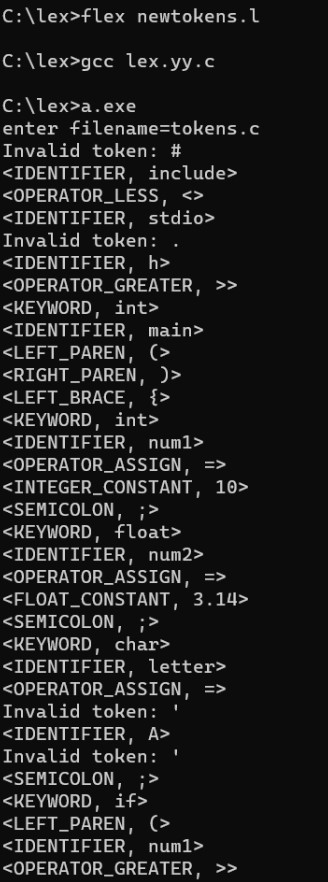 C:\lex>flex newtokens.l
C:\lex>gcc lex.yy.c
C:\lex>a.exe
enter filename=tokens.c
Invalid token: #
<IDENTIFIER, include>
<OPERATOR_LESS, <>
<IDENTIFIER, stdio>
Invalid token: .
<IDENTIFIER, h>
<OPERATOR_GREATER, >>
<KEYWORD, int>
<IDENTIFIER, main>
<LEFT_PAREN, (>
<RIGHT_PAREN, )>
<LEFT_BRACE, {>
<KEYWORD, int>
<IDENTIFIER, num1>
<OPERATOR_ASSIGN, =>
<INTEGER_CONSTANT, 10>
<SEMICOLON, ;>
<KEYWORD, float>
<IDENTIFIER, num2>
<OPERATOR_ASSIGN, =>
<FLOAT_CONSTANT, 3.14>
<SEMICOLON, ;>
<KEYWORD, char>
<IDENTIFIER, letter>
<OPERATOR_ASSIGN, =>
Invalid token: '
<IDENTIFIER, A>
Invalid token: '
<SEMICOLON, ;>
<KEYWORD, if>
<LEFT_PAREN, (>
<IDENTIFIER, num1>
<OPERATOR_GREATER, >>